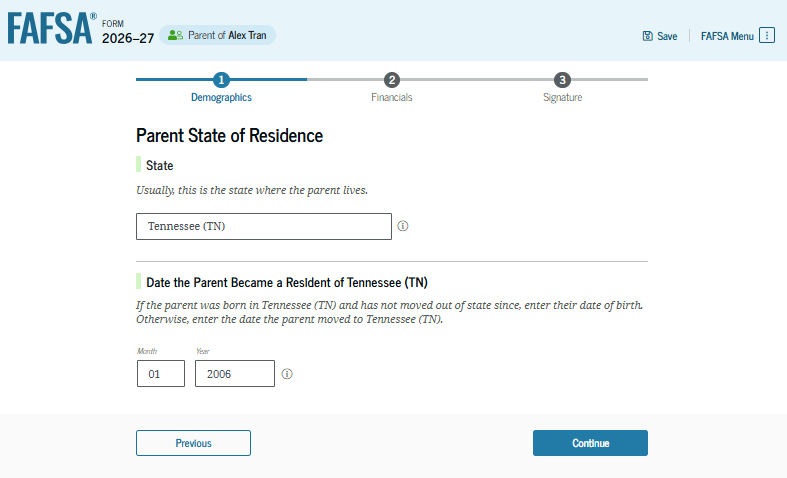 FAFSA® FORM 2026–27
Parent of Alex Tran
Save
FAFSA Menu
1
2
3
Demographics
Financials
Signature
Parent State of Residence
State
Usually, this is the state where the parent lives.
Tennessee (TN)
Date the Parent Became a Resident of Tennessee (TN)
If the parent was born in Tennessee (TN) and has not moved out of state since, enter their date of birth.
Otherwise, enter the date the parent moved to Tennessee (TN).
Month
Year
01
2006
Previous
Continue